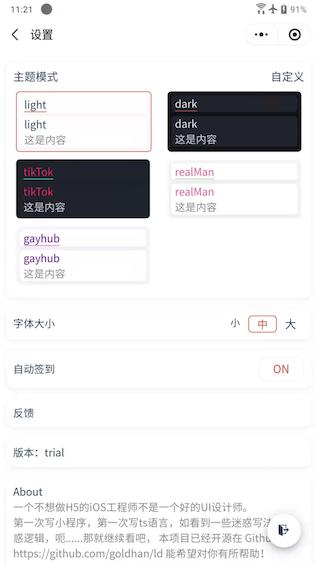 11:21
91%
设置
主题模式
自定义
light
light
这是内容
dark
dark
这是内容
tikTok
tikTok
这是内容
realMan
realMan
这是内容
gayhub
gayhub
这是内容
字体大小
小 中 大
自动签到
ON
反馈
版本：trial
About
一个不想做H5的iOS工程师不是一个好的UI设计师。
第一次写小程序，第一次写ts语言，如看到一些迷惑写法
惑逻辑，呃......那就继续看吧， 本项目已经开源在 Github
https://github.com/goldhan/ld 能希望对你有所帮助！